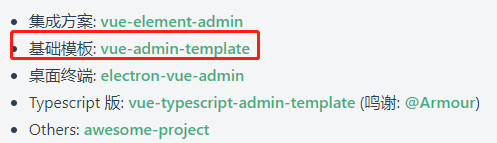 集成方案: vue-element-admin
基础模板: vue-admin-template
桌面终端: electron-vue-admin
Typescript 版: vue-typescript-admin-template (鸣谢: @Armour)
Others: awesome-project